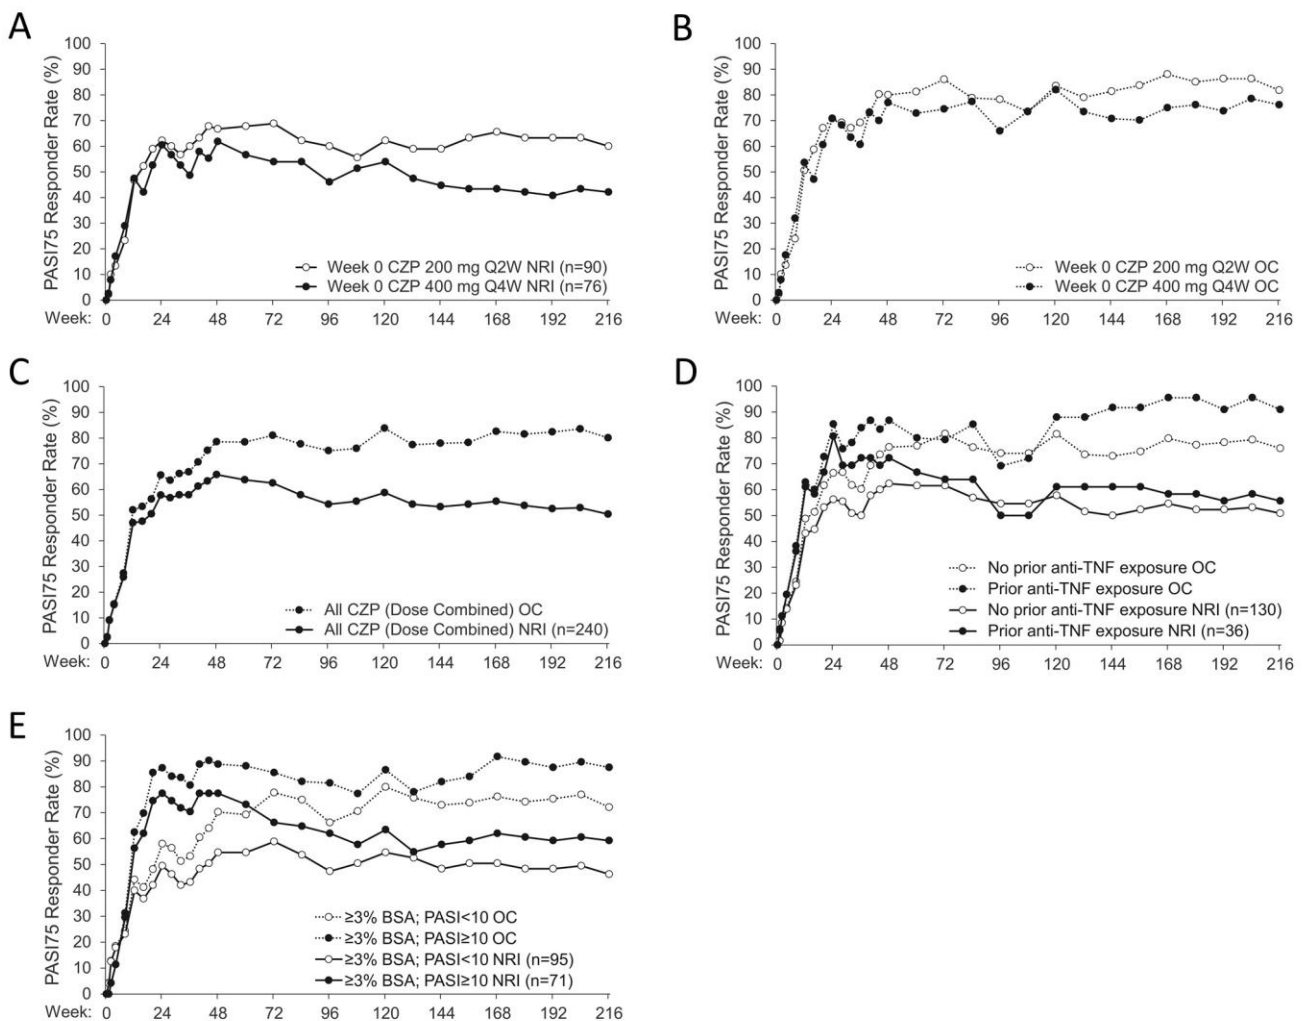 A
PASI75 Responder Rate (%)
100
90
80
70
60
50
40
30
20
10
0
Week 0 CZP 200 mg Q2W NRI (n=90)
Week 0 CZP 400 mg Q4W NRI (n=76)
Week: 0 24 48 72 96 120 144 168 192 216
B
PASI75 Responder Rate (%)
100
90
80
70
60
50
40
30
20
10
0
Week 0 CZP 200 mg Q2W OC
Week 0 CZP 400 mg Q4W OC
Week: 0 24 48 72 96 120 144 168 192 216
C
PASI75 Responder Rate (%)
100
90
80
70
60
50
40
30
20
10
0
All CZP (Dose Combined) OC
All CZP (Dose Combined) NRI (n=240)
Week: 0 24 48 72 96 120 144 168 192 216
D
PASI75 Responder Rate (%)
100
90
80
70
60
50
40
30
20
10
0
No prior anti-TNF exposure OC
Prior anti-TNF exposure OC
No prior anti-TNF exposure NRI (n=130)
Prior anti-TNF exposure NRI (n=36)
Week: 0 24 48 72 96 120 144 168 192 216
E
PASI75 Responder Rate (%)
100
90
80
70
60
50
40
30
20
10
0
≥3% BSA; PASI<10 OC
≥3% BSA; PASI≥10 OC
≥3% BSA; PASI<10 NRI (n=95)
≥3% BSA; PASI≥10 NRI (n=71)
Week: 0 24 48 72 96 120 144 168 192 216